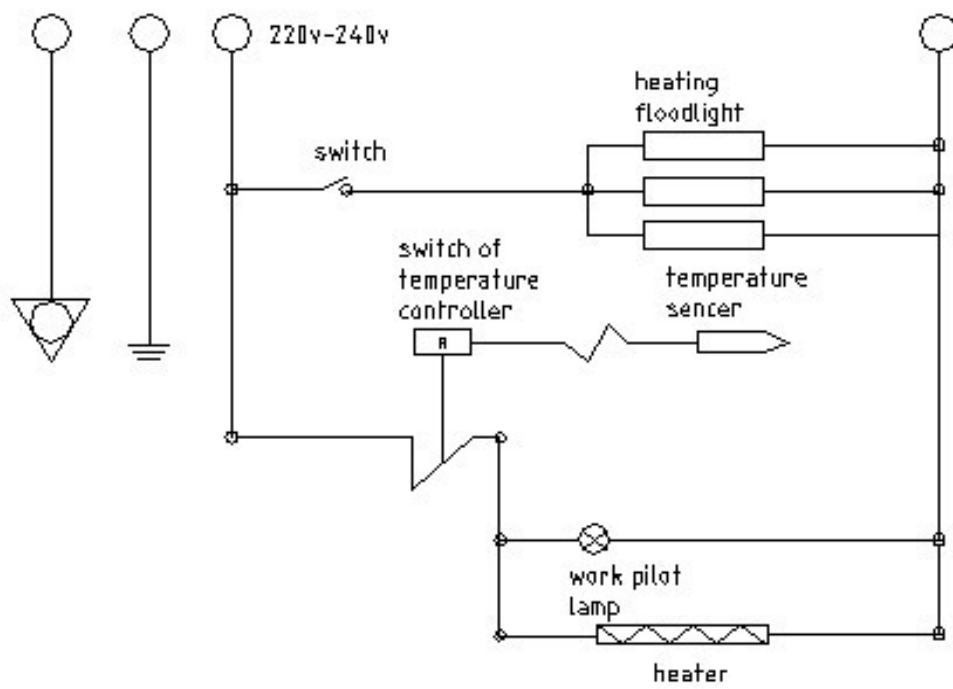 220v-240v
heating
floodlight
switch
switch of
temperature
controller
temperature
sencer
R
work pilot
lamp
heater